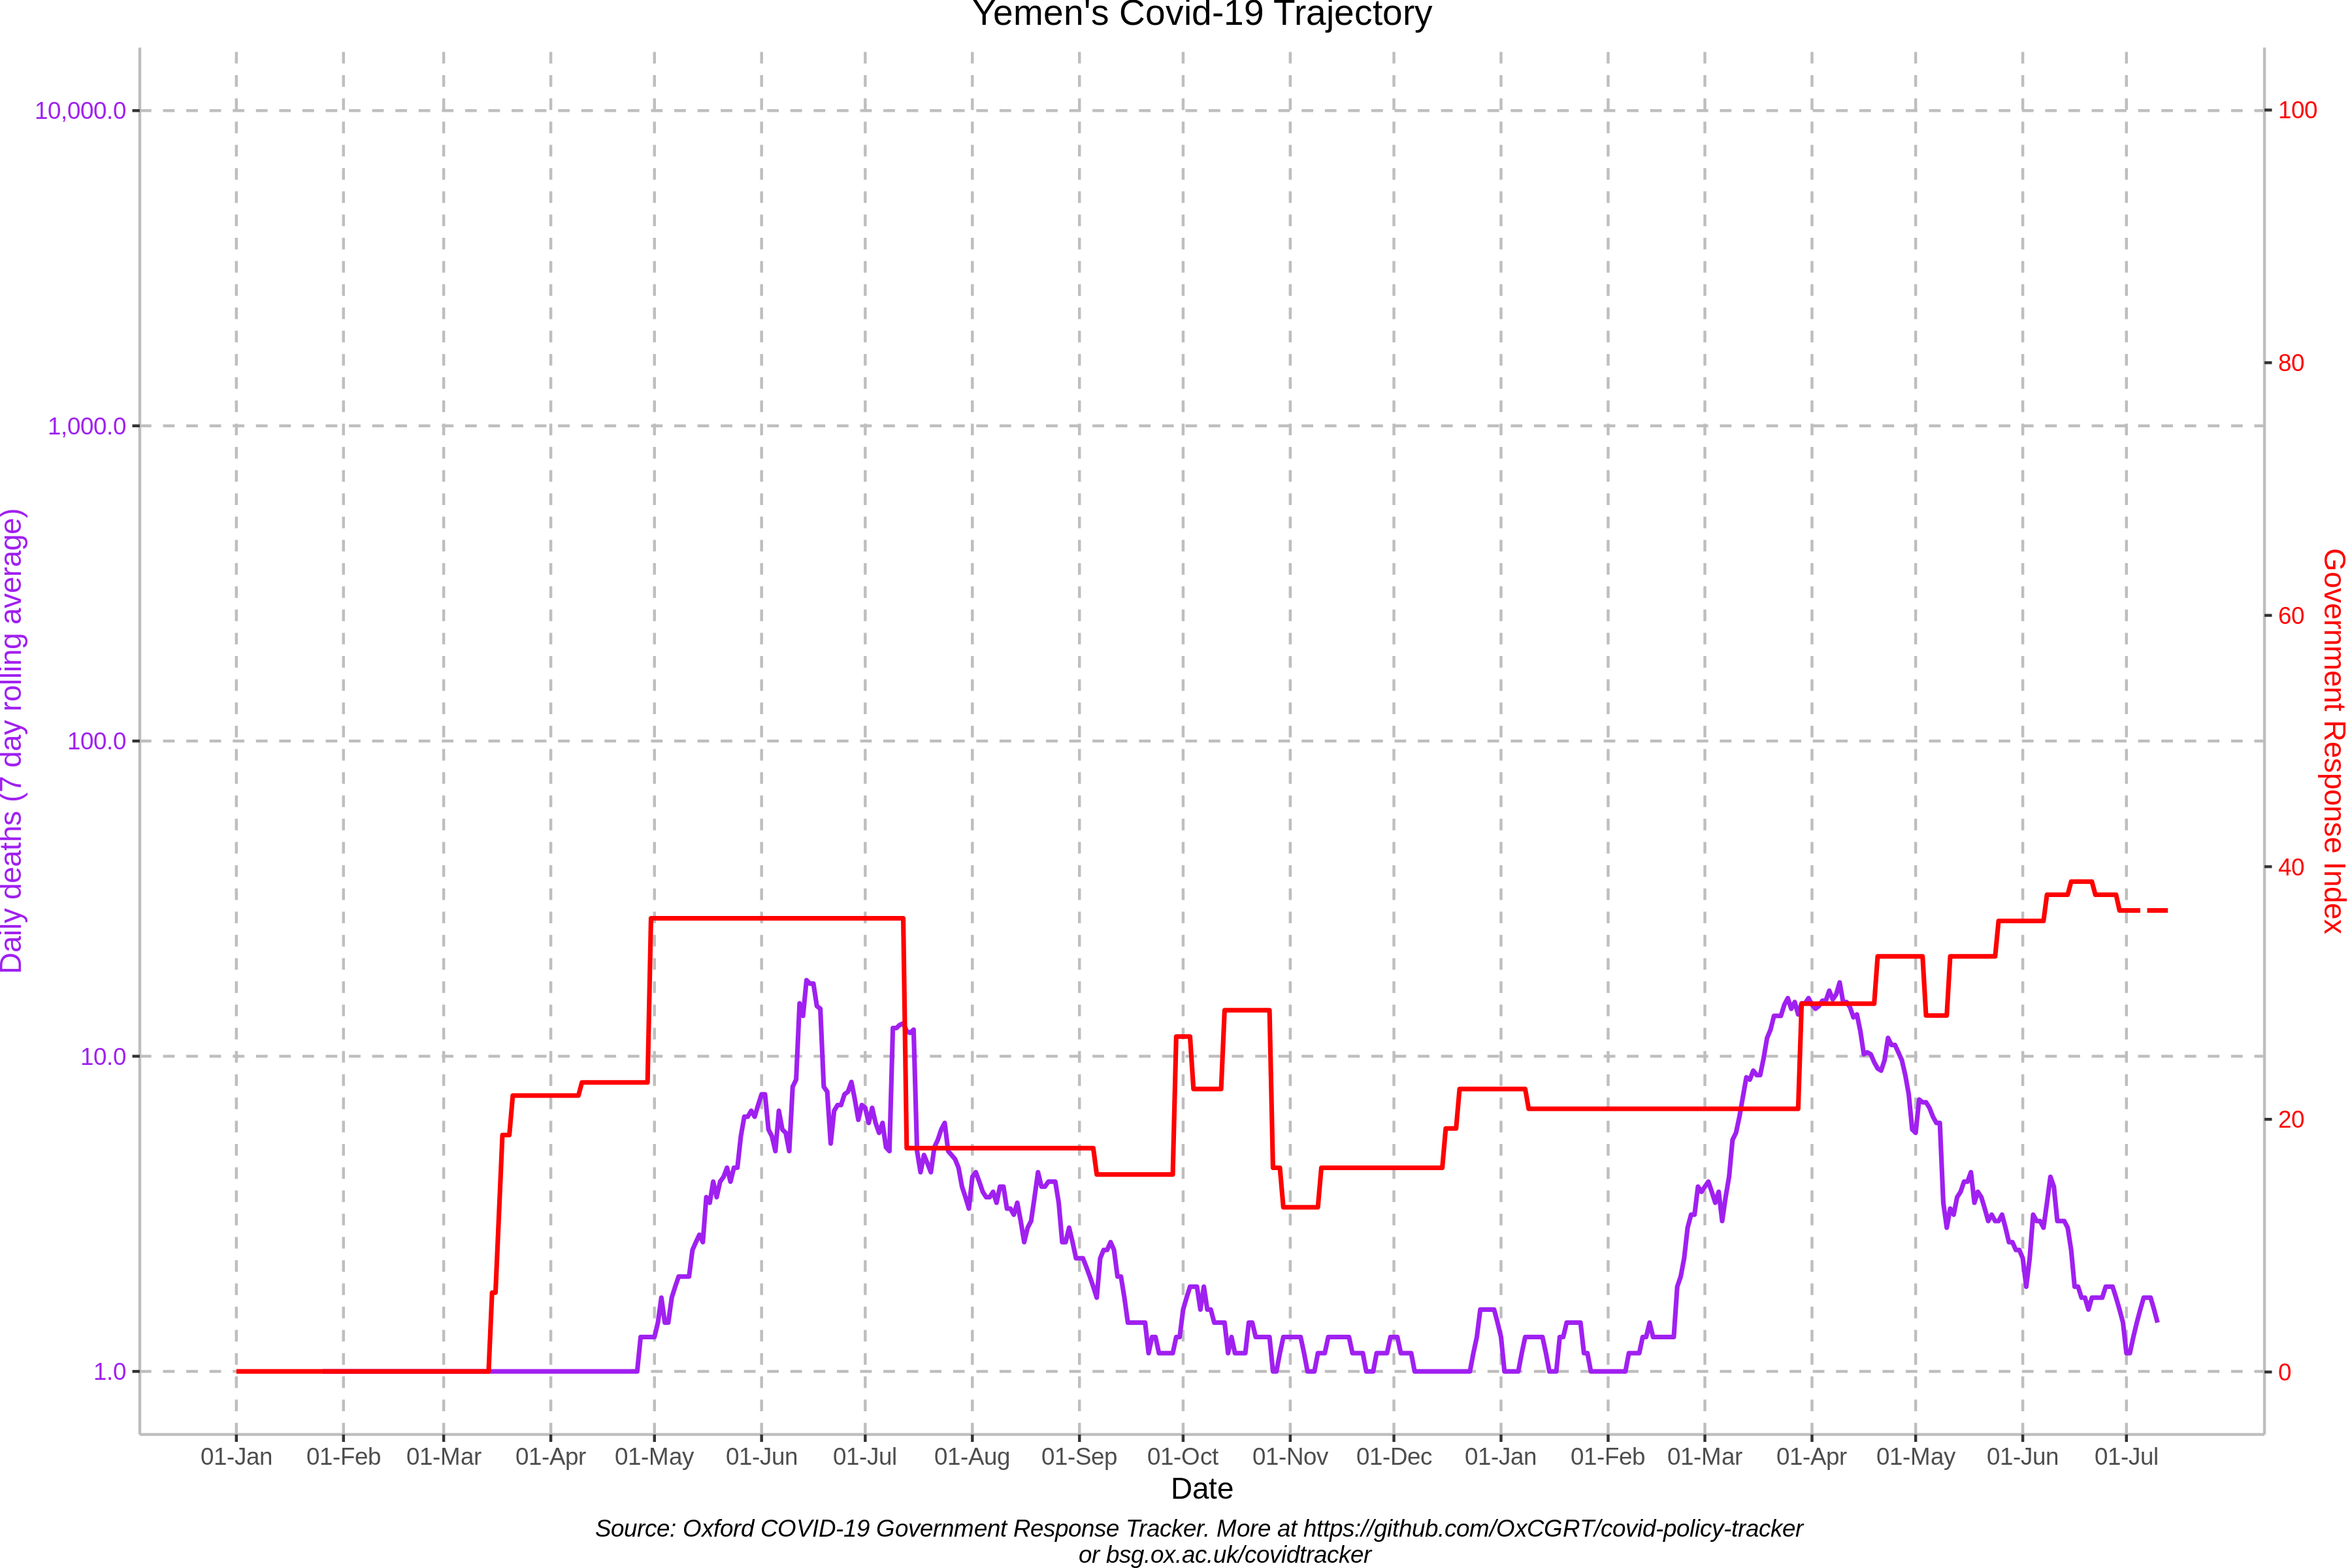 Yemen's Covid-19 Trajectory
10,000.0
1,000.0
100.0
10.0
1.0
Daily deaths (7 day rolling average)
100
80
60
40
20
0
Government Response Index
01-Jan 01-Feb 01-Mar 01-Apr 01-May 01-Jun 01-Jul 01-Aug 01-Sep 01-Oct 01-Nov 01-Dec 01-Jan 01-Feb 01-Mar 01-Apr 01-May 01-Jun 01-Jul
Date
Source: Oxford COVID-19 Government Response Tracker. More at https://github.com/OxCGRT/covid-policy-tracker
or bsg.ox.ac.uk/covidtracker